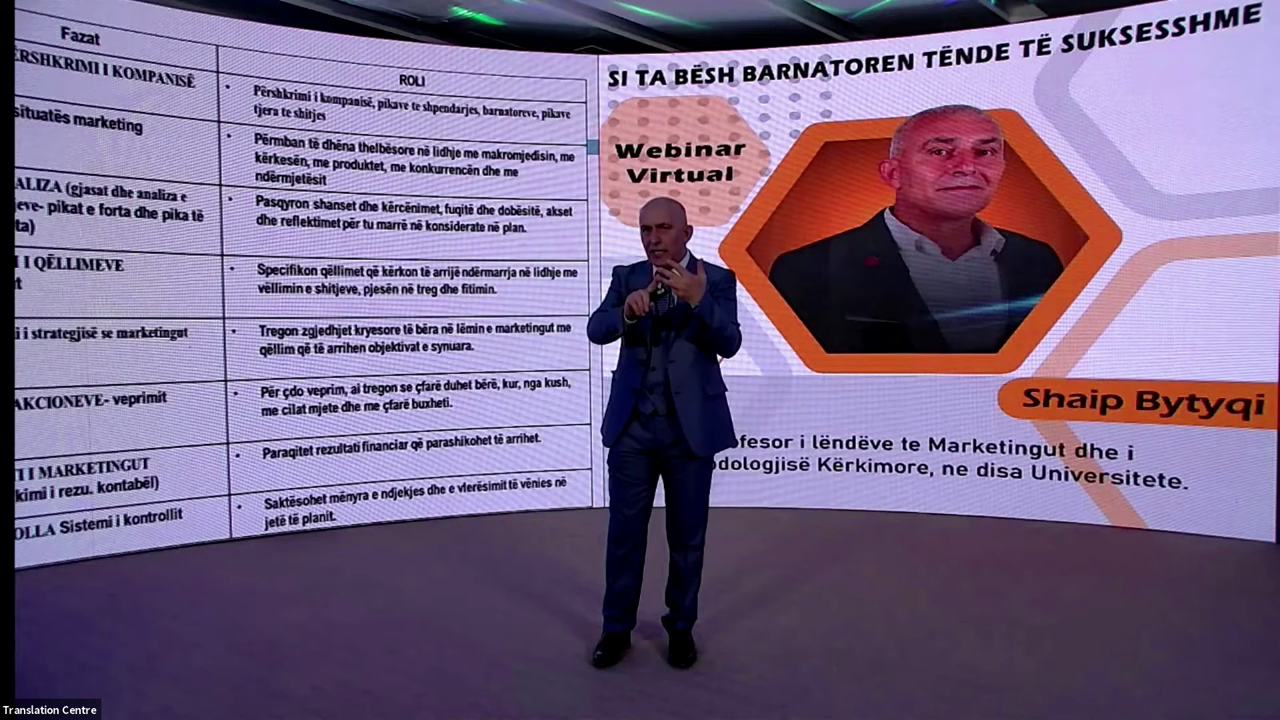 Fazat
ROLI
ËRSHKRIMI I KOMPANISË
Përshkrimi i kompanisë, pikave te shpendarjes, barnatoreve, pikave
tjera te shitjes
situatës marketing
Përmban të dhëna thelbësore në lidhje me makromjedisin, me
kërkesën, me produktet, me konkurrencën dhe me
ndërmjetësit
ALIZA (gjasat dhe analiza e
eve- pikat e forta dhe pika të
ta)
Pasqyron shanset dhe kërcënimet, fuqitë dhe dobësitë, akset
dhe reflektimet për tu marrë në konsiderate në plan.
I I QËLLIMEVE
t
Specifikon qëllimet që kërkon të arrijë ndërmarrja në lidhje me
vëllimin e shitjeve, pjesën në treg dhe fitimin.
i i strategjisë se marketingut
Tregon zgjedhjet kryesore të bëra në lëmin e marketingut me
qëllim që të arrihen objektivat e synuara.
AKCIONEVE- veprimit
Për çdo veprim, ai tregon se çfarë duhet bërë, kur, nga kush,
me cilat mjete dhe me çfarë buxheti.
I I MARKETINGUT
kimi i rezu. kontabël)
Paraqitet rezultati financiar që parashikohet të arrihet.
OLLA Sistemi i kontrollit
Saktësohet mënyra e ndjekjes dhe e vlerësimit të vënies në
jetë të planit.
SI TA BËSH BARNATOREN TËNDE TË SUKSESSHME
Webinar
Virtual
Shaip Bytyqi
ofesor i lëndëve te Marketingut dhe i
odologjisë Kërkimore, ne disa Universitete.
Translation Centre